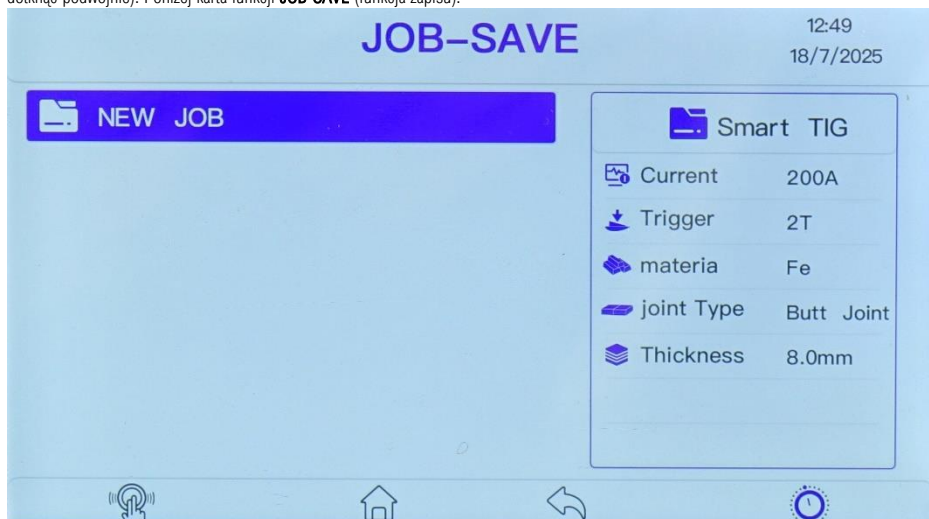 dotknąć podwójnie). Poniżej karta funkcji JOB-SAVE (funkcja zapisu).
JOB-SAVE
12:49
18/7/2025
NEW JOB
Smart TIG
Current 200A
Trigger 2T
materia Fe
joint Type Butt Joint
Thickness 8.0mm